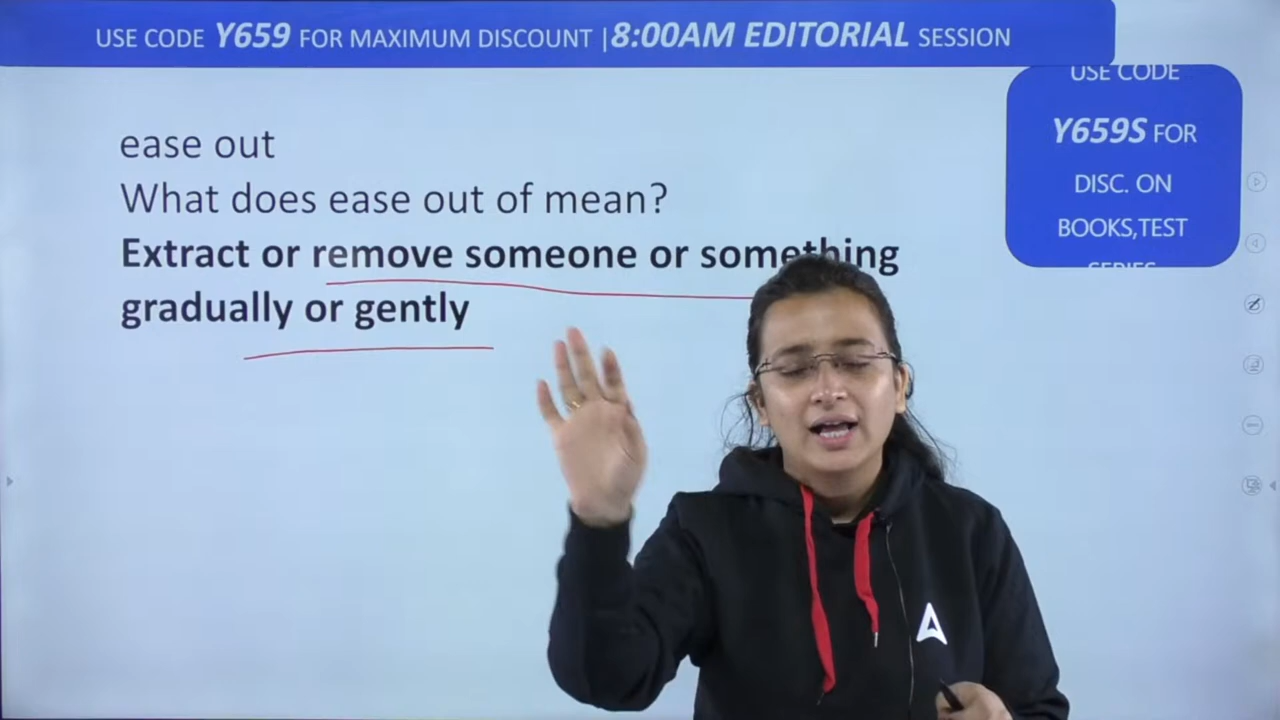 USE CODE Y659 FOR MAXIMUM DISCOUNT |8:00AM EDITORIAL SESSION
USE CODE
Y659S FOR
DISC. ON
BOOKS,TEST
SERIES
ease out
What does ease out of mean?
Extract or remove someone or something
gradually or gently